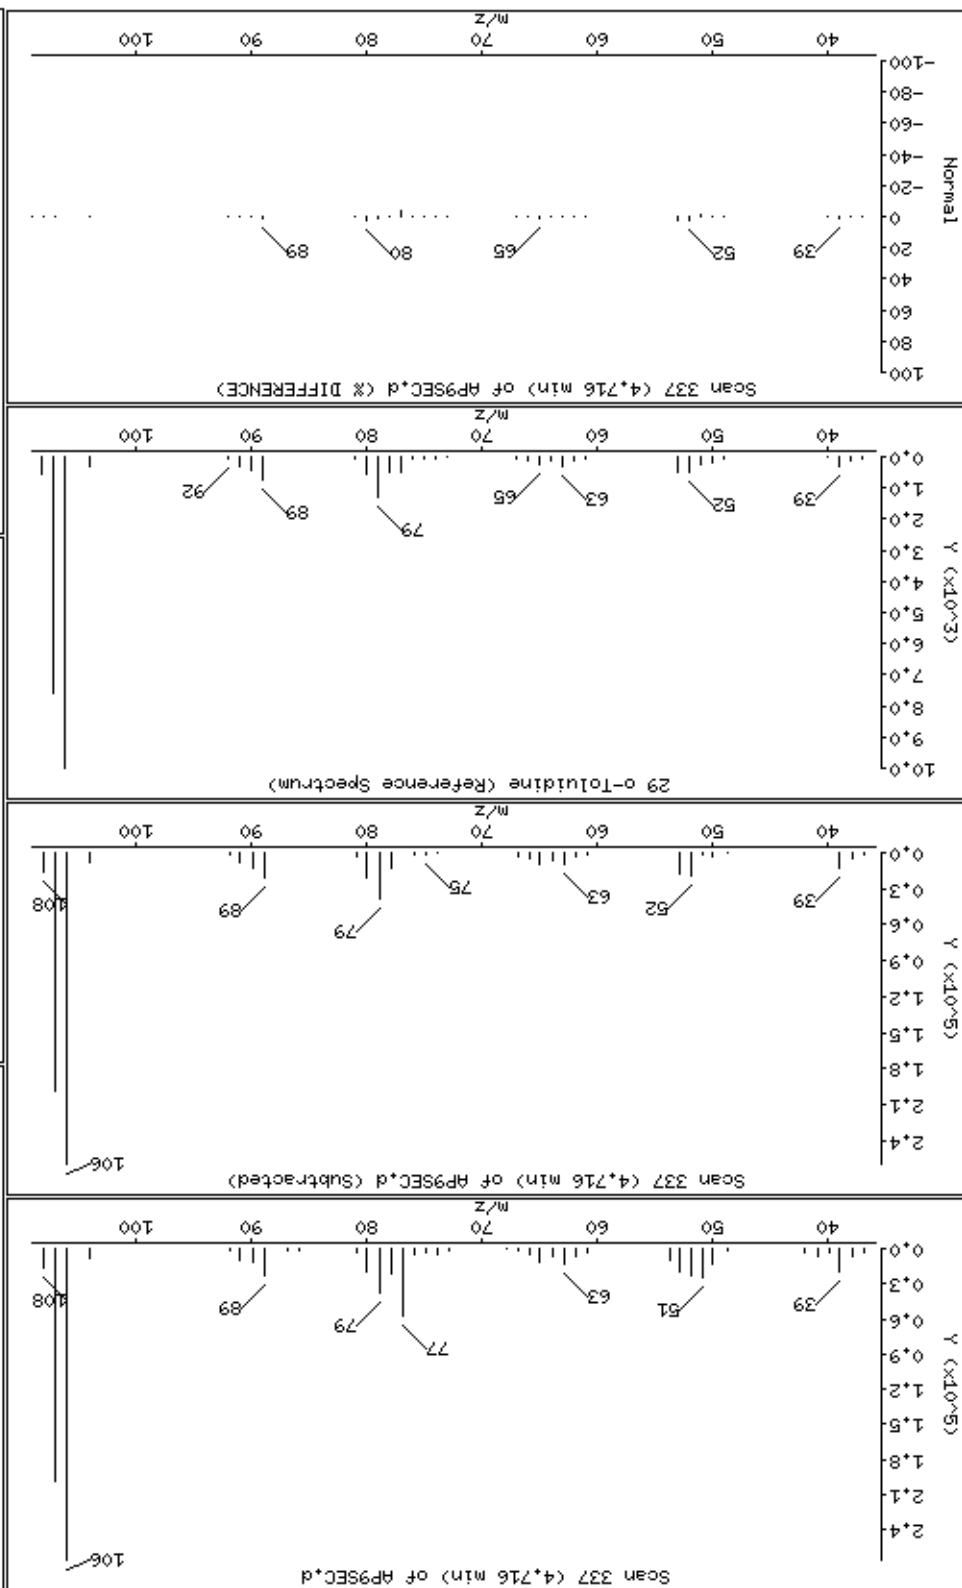 Scan 337 (4.716 min) of AP9SEC.d
106
2.4
2.1
1.8
1.5
Y (x10^5)
1.2
0.9
77
0.6
79
39 51 63 89 108
0.3
0.0
40 50 60 70 80 90 100
m/z
Scan 337 (4.716 min) of AP9SEC.d (Subtracted)
106
2.4
2.1
1.8
1.5
Y (x10^5)
1.2
0.9
0.6
79
39 52 63 75 89 108
0.3
0.0
40 50 60 70 80 90 100
m/z
29 o-Toluidine (Reference Spectrum)
10.0
9.0
8.0
7.0
6.0
Y (x10^3)
5.0
4.0
3.0
2.0
79
39 52 63 65 89 92
1.0
0.0
40 50 60 70 80 90 100
m/z
Scan 337 (4.716 min) of AP9SEC.d (% DIFFERENCE)
100
80
60
40
20
39 52 65 80 89
0
Normal
-20
-40
-60
-80
-100
40 50 60 70 80 90 100
m/z